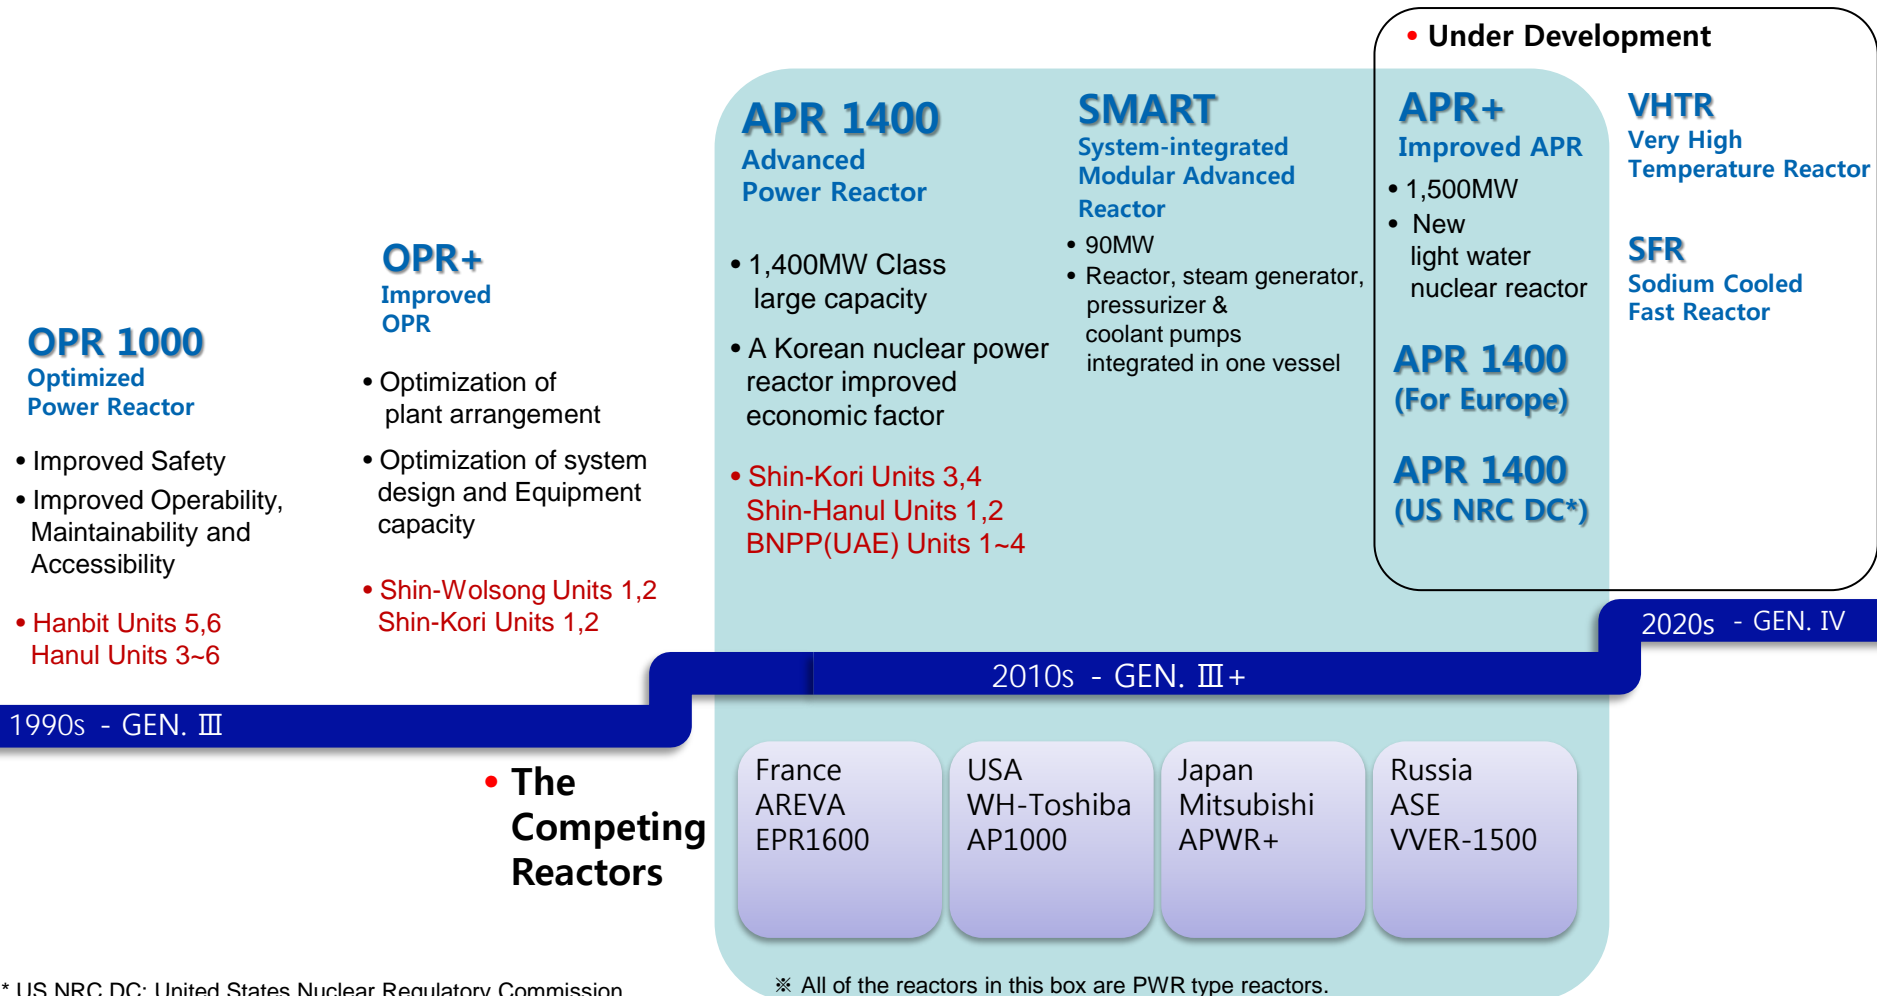 • Under Development
OPR 1000
Optimized
Power Reactor
• Improved Safety
• Improved Operability,
Maintainability and
Accessibility
• Hanbit Units 5,6
Hanul Units 3~6
OPR+
Improved
OPR
• Optimization of
plant arrangement
• Optimization of system
design and Equipment
capacity
• Shin-Wolsong Units 1,2
Shin-Kori Units 1,2
APR 1400
Advanced
Power Reactor
• 1,400MW Class
large capacity
• A Korean nuclear power
reactor improved
economic factor
• Shin-Kori Units 3,4
Shin-Hanul Units 1,2
BNPP(UAE) Units 1~4
SMART
System-integrated
Modular Advanced
Reactor
• 90MW
• Reactor, steam generator,
pressurizer &
coolant pumps
integrated in one vessel
APR+
Improved APR
• 1,500MW
• New
light water
nuclear reactor
APR 1400
(For Europe)
APR 1400
(US NRC DC*)
VHTR
Very High
Temperature Reactor
SFR
Sodium Cooled
Fast Reactor
1990s - GEN. Ⅲ
2010s - GEN. Ⅲ+
2020s - GEN. IV
• The
Competing
Reactors
France
AREVA
EPR1600
USA
WH-Toshiba
AP1000
Japan
Mitsubishi
APWR+
Russia
ASE
VVER-1500
※ All of the reactors in this box are PWR type reactors.
* US NRC DC: United States Nuclear Regulatory Commission